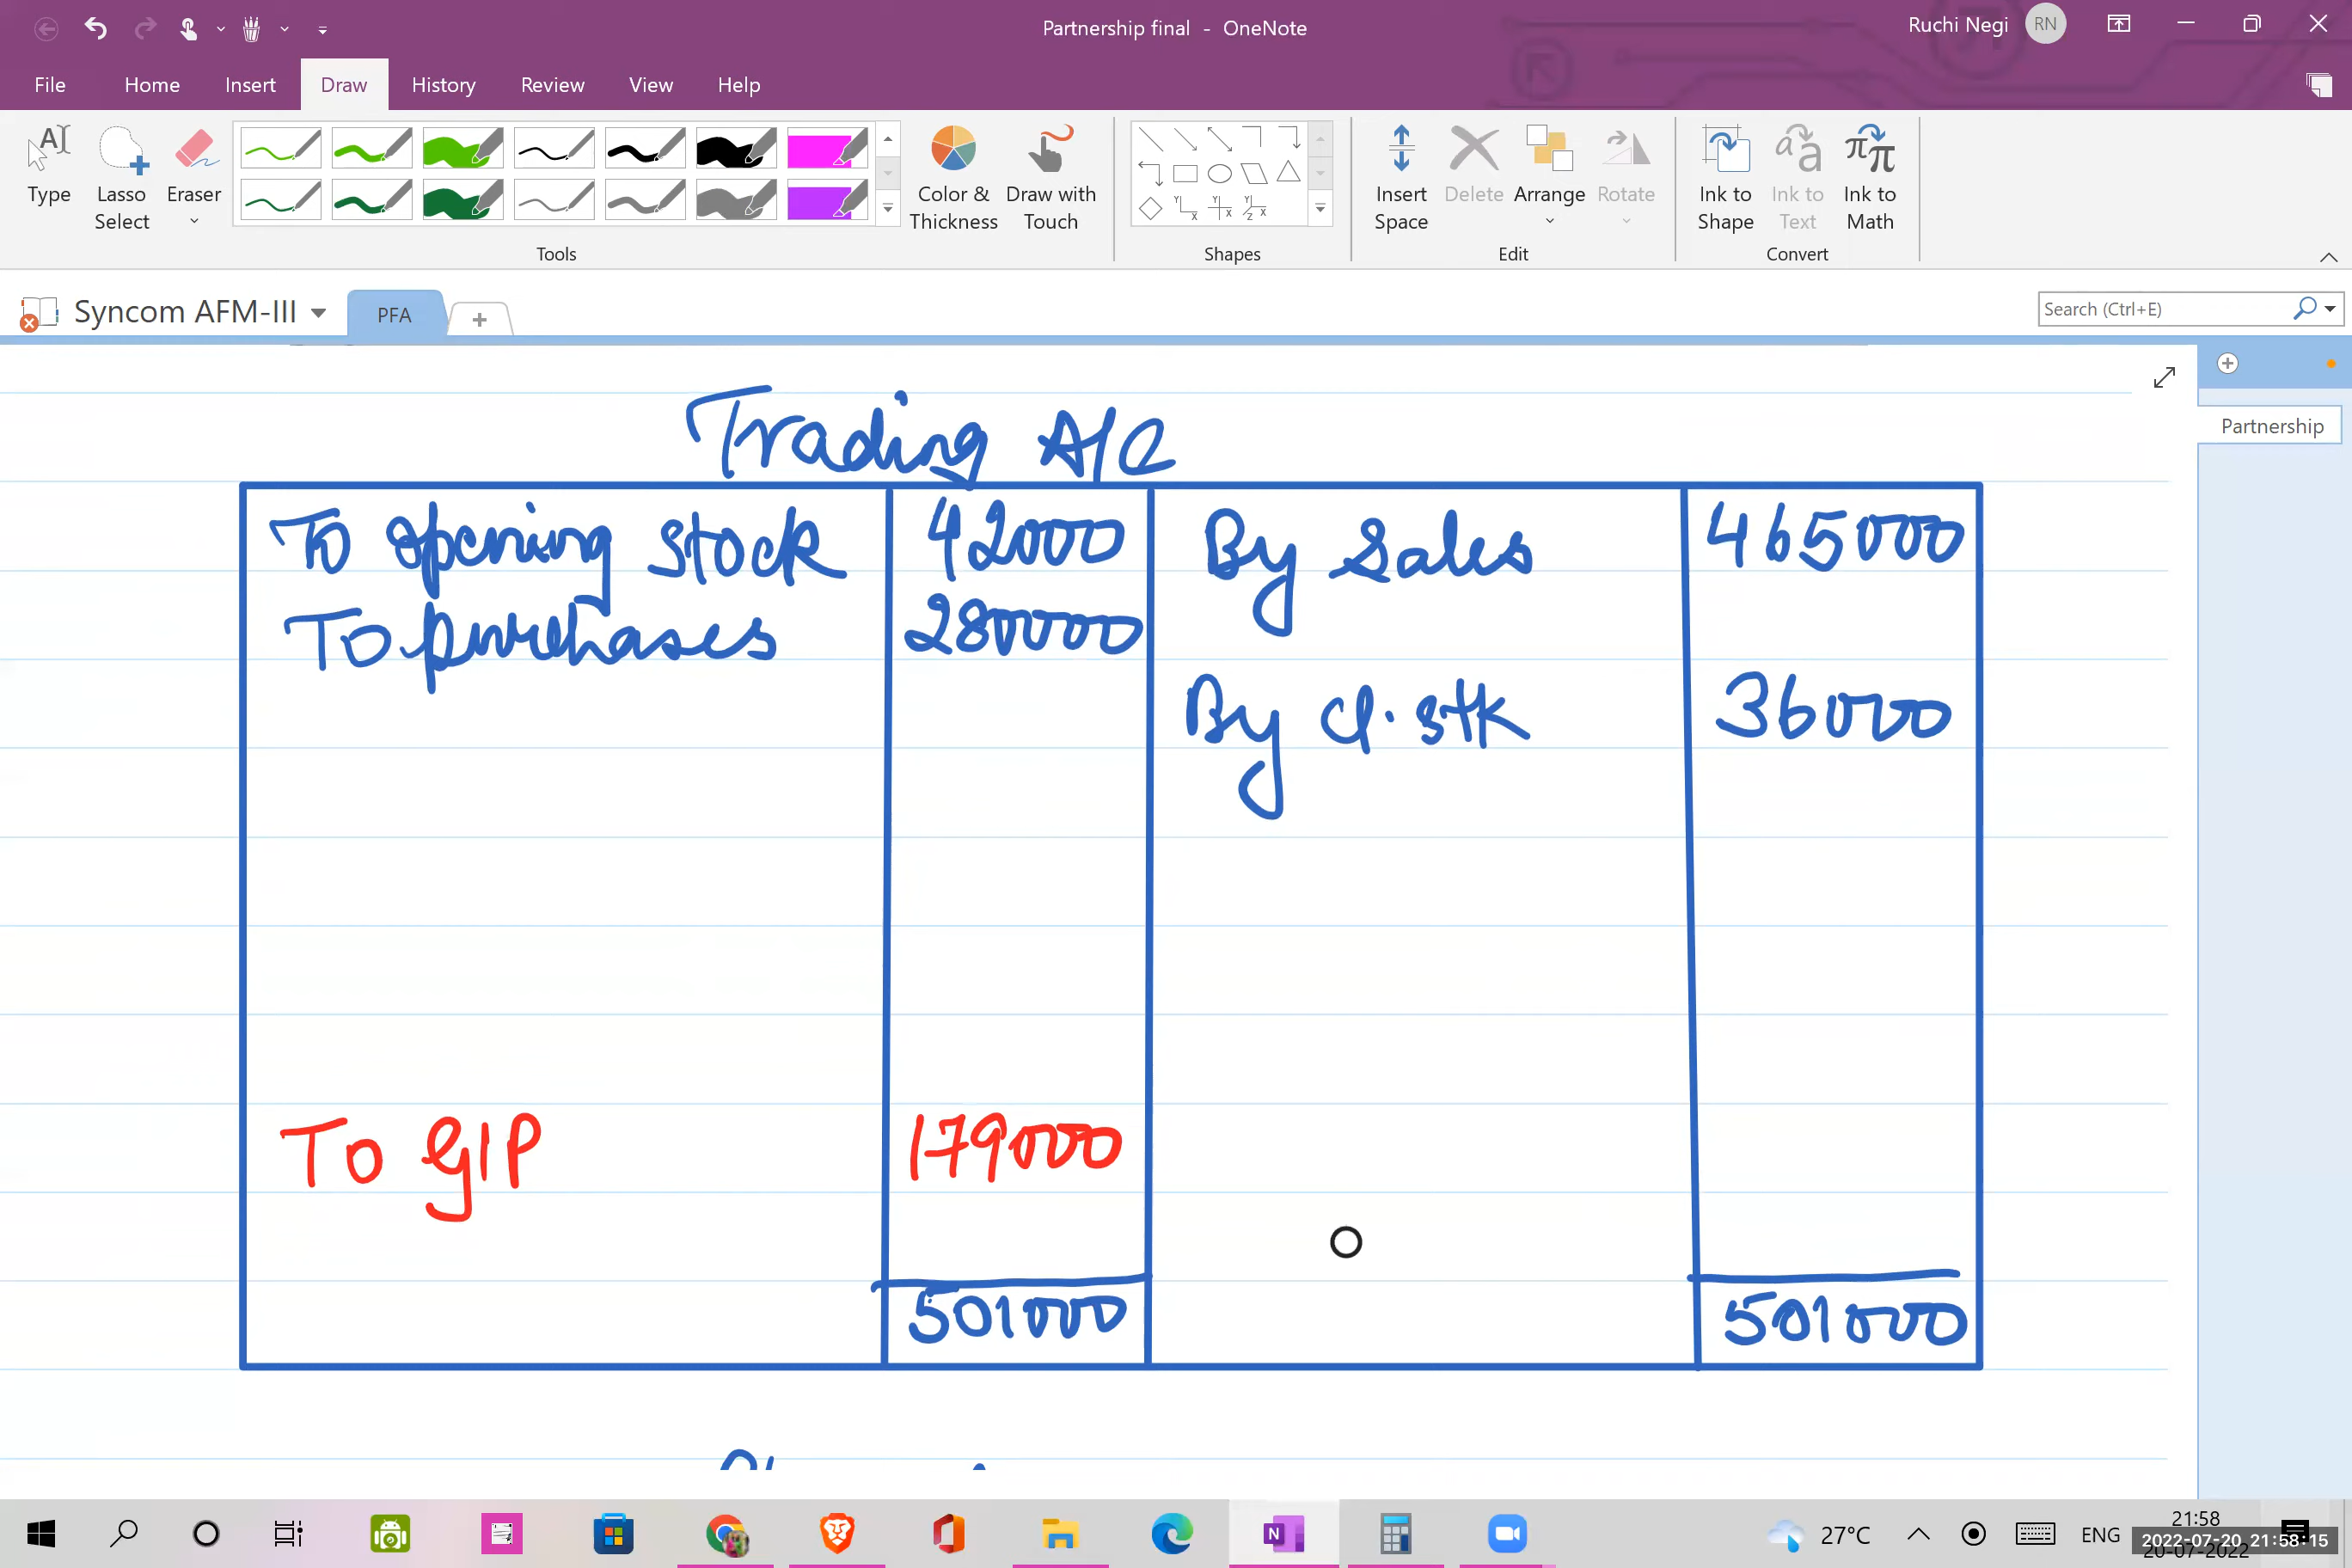 Partnership final - OneNote
Ruchi Negi
RN
File Home Insert Draw History Review View Help
Type
Lasso Select
Eraser
Color & Thickness
Draw with Touch
Insert Space
Delete
Arrange
Rotate
Ink to Shape
Ink to Text
Ink to Math
Tools Shapes Edit Convert
Syncom AFM-III
PFA
Search (Ctrl+E)
Partnership
Trading A/C
To opening stock 42000 By Sales 465000
To purchases 280000
By cl. stk 36000
To G/P 179000
501000 501000
27°C
ENG
21:58
20-07-2022
2022-07-20 21:58:15